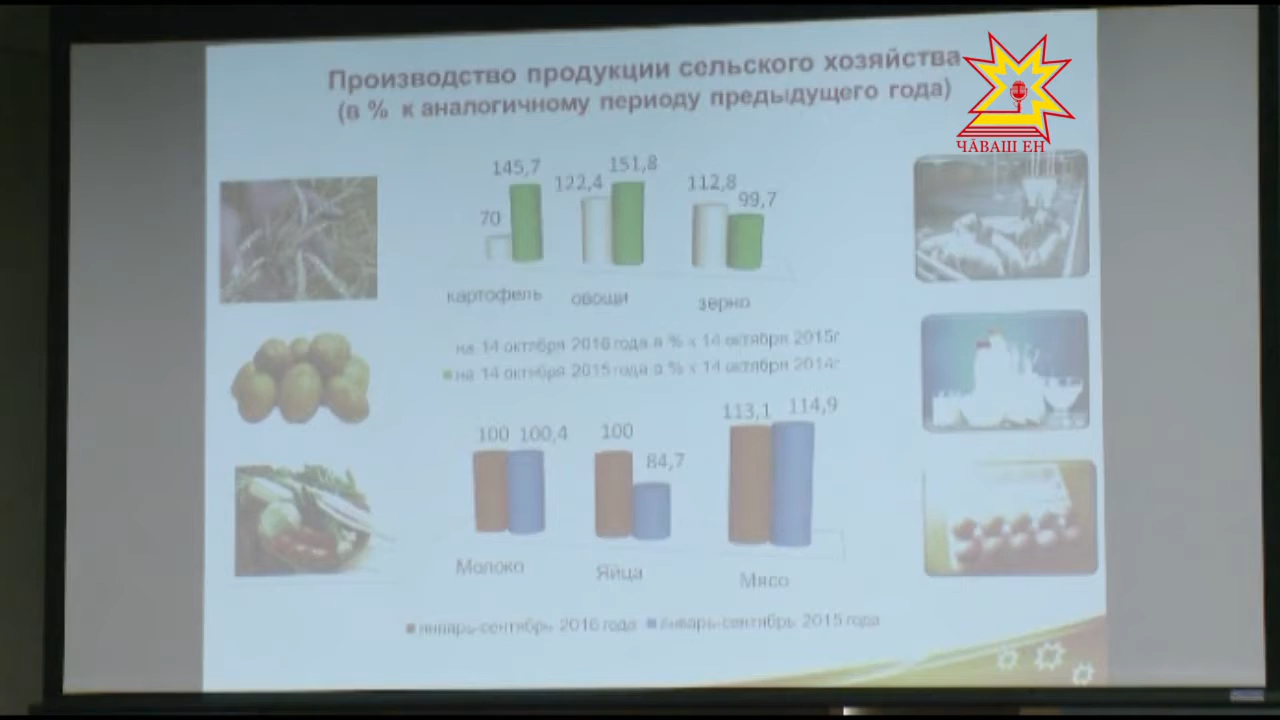 Производство продукции сельского хозяйства
(в % к аналогичному периоду предыдущего года)
ЧӐВАШ ЕН
145,7
151,8
70
122,4
112,8
99,7
картофель
овощи
зерно
на 14 октября 2016 года в % к 14 октября 2015г
на 14 октября 2015 года в % к 14 октября 2014г
100
100,4
100
84,7
113,1
114,9
Молоко
Яйца
Мясо
январь-сентябрь 2016 года
январь-сентябрь 2015 года